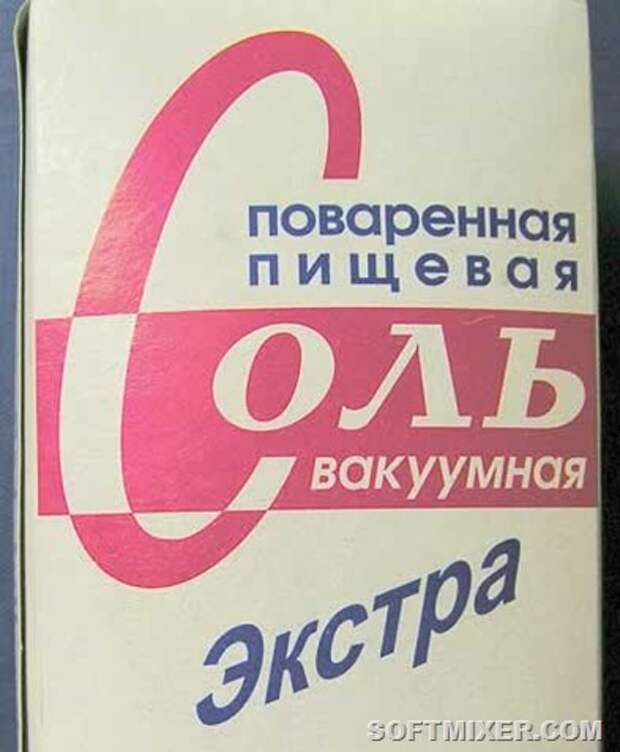 поваренная
пищевая
Соль
вакуумная
Экстра
SOFTMIXER.COM